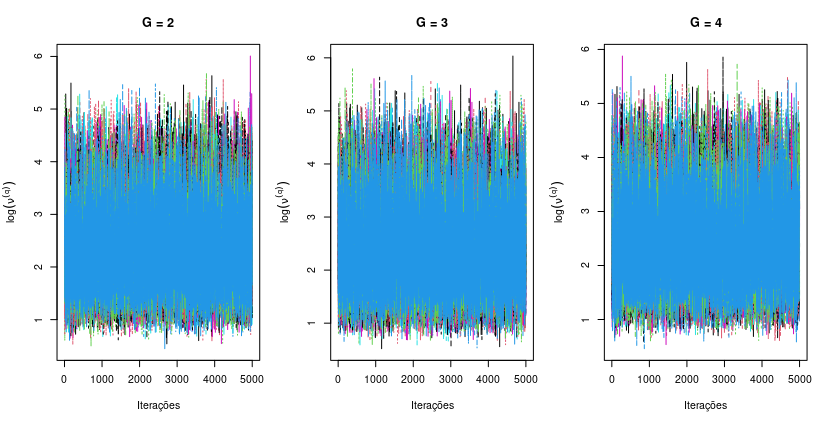 G = 2
log(ν^(q))
1 2 3 4 5 6
0 1000 2000 3000 4000 5000
Iterações
G = 3
log(ν^(q))
1 2 3 4 5 6
0 1000 2000 3000 4000 5000
Iterações
G = 4
log(ν^(q))
1 2 3 4 5 6
0 1000 2000 3000 4000 5000
Iterações